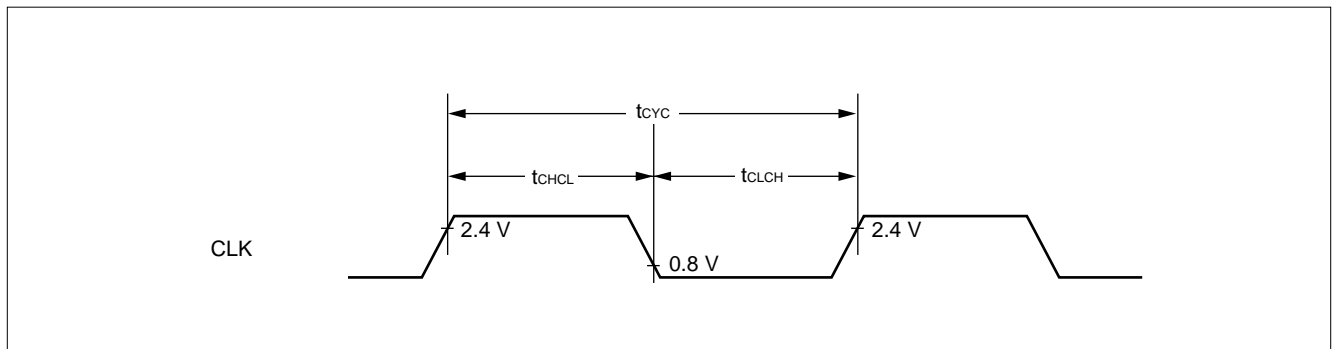 tCYC
tCHCL
tCLCH
2.4 V
2.4 V
CLK
0.8 V